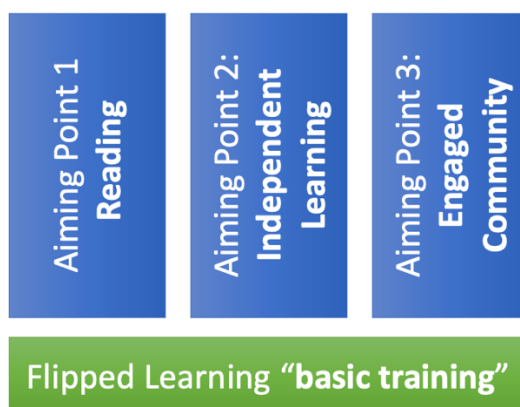 Aiming Point 1
Reading
Aiming Point 2:
Independent
Learning
Aiming Point 3:
Engaged
Community
Flipped Learning “basic training”